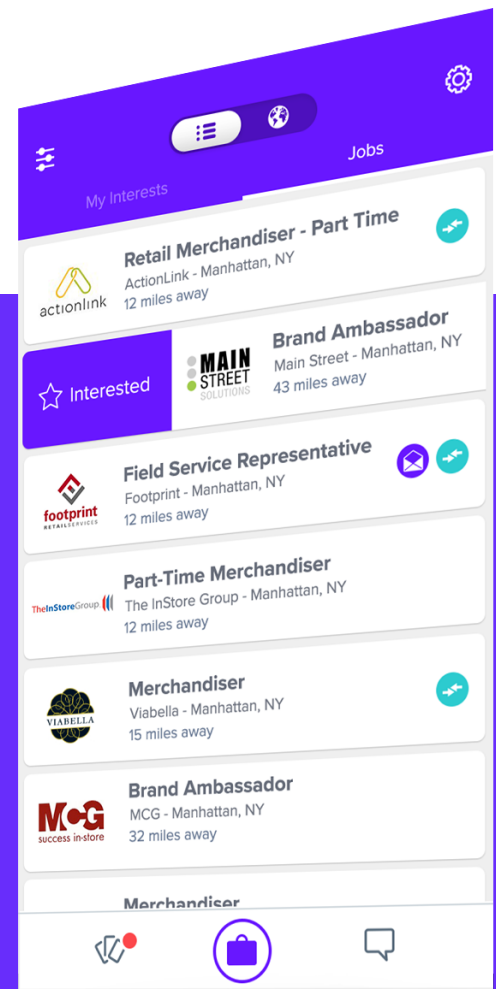 My Interests
Jobs
actionlink
Retail Merchandiser - Part Time
ActionLink - Manhattan, NY
12 miles away
Interested
MAIN
STREET
SOLUTIONS
Brand Ambassador
Main Street - Manhattan, NY
43 miles away
footprint
RETAILSERVICES
Field Service Representative
Footprint - Manhattan, NY
12 miles away
TheInStoreGroup
Part-Time Merchandiser
The InStore Group - Manhattan, NY
12 miles away
VIABELLA
Merchandiser
Viabella - Manhattan, NY
15 miles away
MCG
success in-store
Brand Ambassador
MCG - Manhattan, NY
32 miles away
Merchandiser